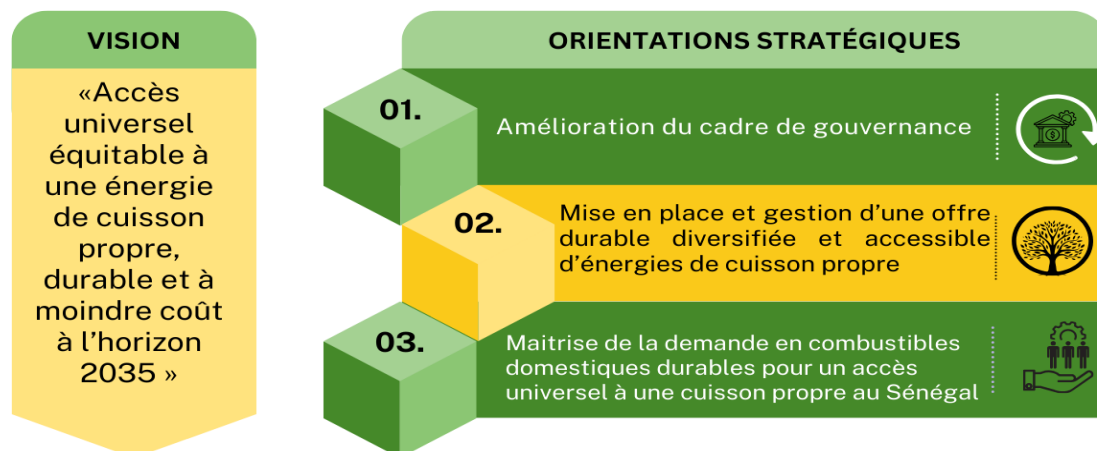 VISION
«Accès
universel
équitable à
une énergie
de cuisson
propre,
durable et à
moindre coût
à l’horizon
2035 »
ORIENTATIONS STRATÉGIQUES
01.
Amélioration du cadre de gouvernance
02.
Mise en place et gestion d’une offre
durable diversifiée et accessible
d’énergies de cuisson propre
03.
Maitrise de la demande en combustibles
domestiques durables pour un accès
universel à une cuisson propre au Sénégal